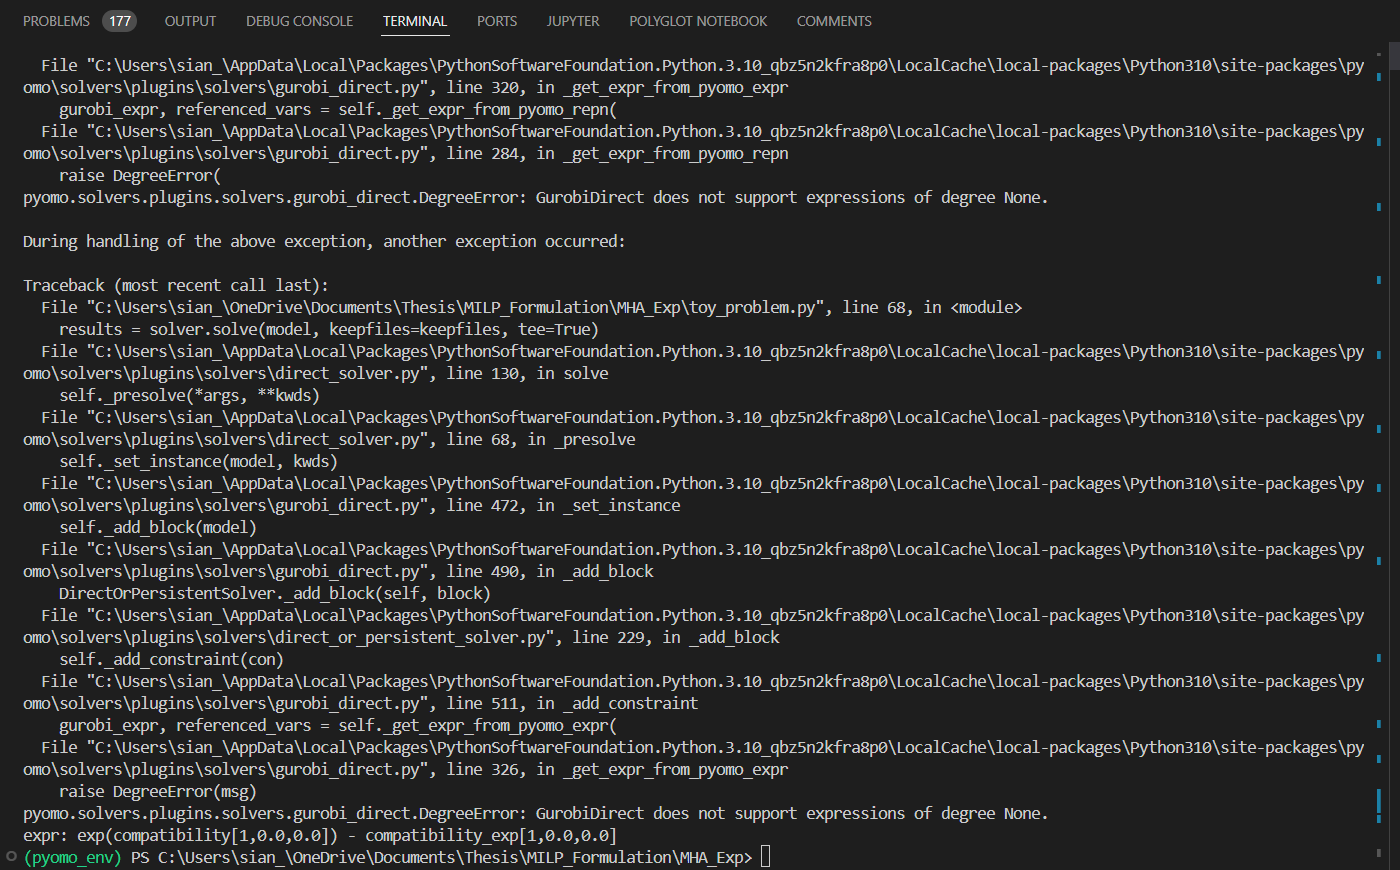 PROBLEMS 177 OUTPUT DEBUG CONSOLE TERMINAL PORTS JUPYTER POLYGLOT NOTEBOOK COMMENTS
File "C:\Users\sian_\AppData\Local\Packages\PythonSoftwareFoundation.Python.3.10_qbz5n2kfra8p0\LocalCache\local-packages\Python310\site-packages\py
omo\solvers\plugins\solvers\gurobi_direct.py", line 320, in _get_expr_from_pyomo_expr
gurobi_expr, referenced_vars = self._get_expr_from_pyomo_repn(
File "C:\Users\sian_\AppData\Local\Packages\PythonSoftwareFoundation.Python.3.10_qbz5n2kfra8p0\LocalCache\local-packages\Python310\site-packages\py
omo\solvers\plugins\solvers\gurobi_direct.py", line 284, in _get_expr_from_pyomo_repn
raise DegreeError(
pyomo.solvers.plugins.solvers.gurobi_direct.DegreeError: GurobiDirect does not support expressions of degree None.
During handling of the above exception, another exception occurred:
Traceback (most recent call last):
File "C:\Users\sian_\OneDrive\Documents\Thesis\MILP_Formulation\MHA_Exp\toy_problem.py", line 68, in <module>
results = solver.solve(model, keepfiles=keepfiles, tee=True)
File "C:\Users\sian_\AppData\Local\Packages\PythonSoftwareFoundation.Python.3.10_qbz5n2kfra8p0\LocalCache\local-packages\Python310\site-packages\py
omo\solvers\plugins\solvers\direct_solver.py", line 130, in solve
self._presolve(*args, **kwds)
File "C:\Users\sian_\AppData\Local\Packages\PythonSoftwareFoundation.Python.3.10_qbz5n2kfra8p0\LocalCache\local-packages\Python310\site-packages\py
omo\solvers\plugins\solvers\direct_solver.py", line 68, in _presolve
self._set_instance(model, kwds)
File "C:\Users\sian_\AppData\Local\Packages\PythonSoftwareFoundation.Python.3.10_qbz5n2kfra8p0\LocalCache\local-packages\Python310\site-packages\py
omo\solvers\plugins\solvers\gurobi_direct.py", line 472, in _set_instance
self._add_block(model)
File "C:\Users\sian_\AppData\Local\Packages\PythonSoftwareFoundation.Python.3.10_qbz5n2kfra8p0\LocalCache\local-packages\Python310\site-packages\py
omo\solvers\plugins\solvers\gurobi_direct.py", line 490, in _add_block
DirectOrPersistentSolver._add_block(self, block)
File "C:\Users\sian_\AppData\Local\Packages\PythonSoftwareFoundation.Python.3.10_qbz5n2kfra8p0\LocalCache\local-packages\Python310\site-packages\py
omo\solvers\plugins\solvers\direct_or_persistent_solver.py", line 229, in _add_block
self._add_constraint(con)
File "C:\Users\sian_\AppData\Local\Packages\PythonSoftwareFoundation.Python.3.10_qbz5n2kfra8p0\LocalCache\local-packages\Python310\site-packages\py
omo\solvers\plugins\solvers\gurobi_direct.py", line 511, in _add_constraint
gurobi_expr, referenced_vars = self._get_expr_from_pyomo_expr(
File "C:\Users\sian_\AppData\Local\Packages\PythonSoftwareFoundation.Python.3.10_qbz5n2kfra8p0\LocalCache\local-packages\Python310\site-packages\py
omo\solvers\plugins\solvers\gurobi_direct.py", line 326, in _get_expr_from_pyomo_expr
raise DegreeError(msg)
pyomo.solvers.plugins.solvers.gurobi_direct.DegreeError: GurobiDirect does not support expressions of degree None.
expr: exp(compatibility[1,0.0,0.0]) - compatibility_exp[1,0.0,0.0]
(pyomo_env) PS C:\Users\sian_\OneDrive\Documents\Thesis\MILP_Formulation\MHA_Exp>